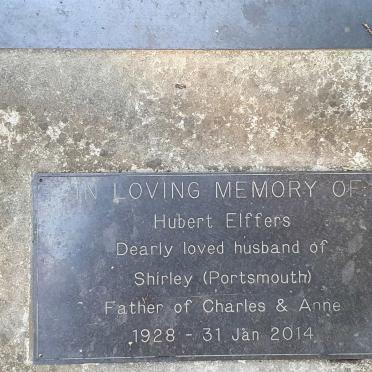 IN LOVING MEMORY OF
Hubert Elffers
Dearly loved husband of
Shirley (Portsmouth)
Father of Charles & Anne
1928 - 31 Jan 2014